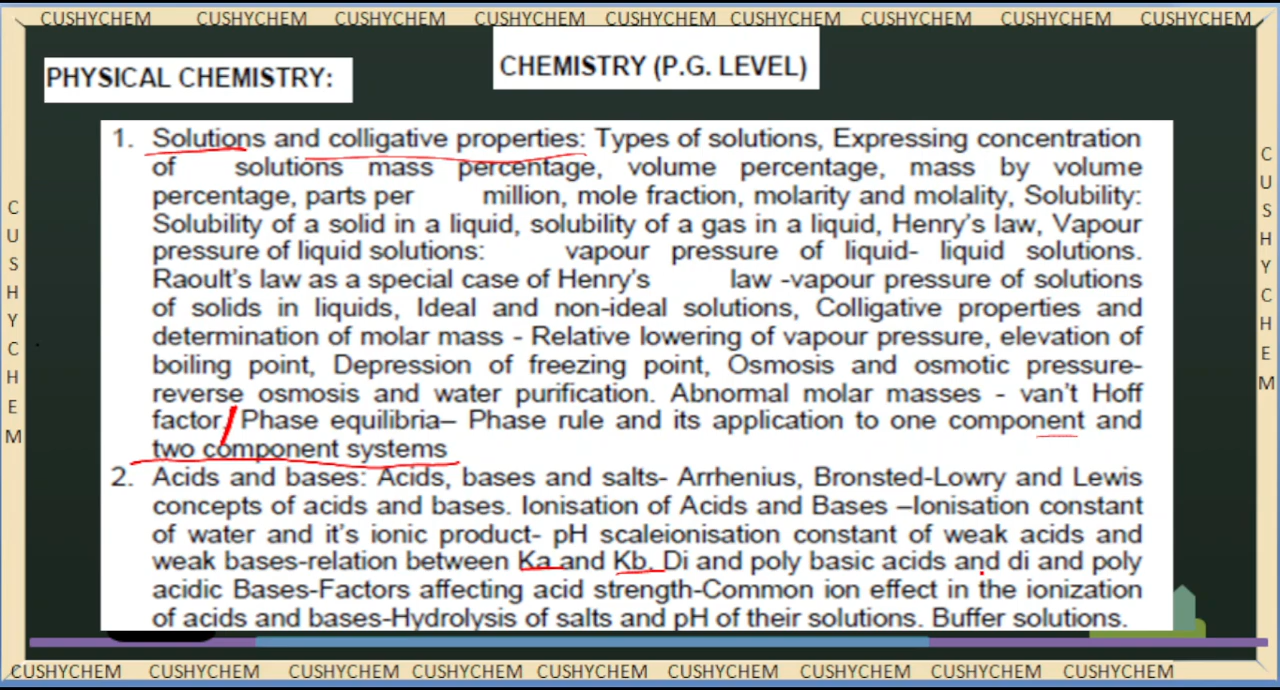 CUSHYCHEM CUSHYCHEM CUSHYCHEM CUSHYCHEM CUSHYCHEM CUSHYCHEM CUSHYCHEM CUSHYCHEM CUSHYCHEM
CHEMISTRY (P.G. LEVEL)
PHYSICAL CHEMISTRY:
1. Solutions and colligative properties: Types of solutions, Expressing concentration
of solutions mass percentage, volume percentage, mass by volume
percentage, parts per million, mole fraction, molarity and molality, Solubility:
Solubility of a solid in a liquid, solubility of a gas in a liquid, Henry's law, Vapour
pressure of liquid solutions: vapour pressure of liquid- liquid solutions.
Raoult's law as a special case of Henry's law -vapour pressure of solutions
of solids in liquids, Ideal and non-ideal solutions, Colligative properties and
determination of molar mass - Relative lowering of vapour pressure, elevation of
boiling point, Depression of freezing point, Osmosis and osmotic pressure-
reverse osmosis and water purification. Abnormal molar masses - van't Hoff
factor. Phase equilibria– Phase rule and its application to one component and
two component systems
2. Acids and bases: Acids, bases and salts- Arrhenius, Bronsted-Lowry and Lewis
concepts of acids and bases. Ionisation of Acids and Bases –Ionisation constant
of water and it's ionic product- pH scaleionisation constant of weak acids and
weak bases-relation between Ka and Kb. Di and poly basic acids and di and poly
acidic Bases-Factors affecting acid strength-Common ion effect in the ionization
of acids and bases-Hydrolysis of salts and pH of their solutions. Buffer solutions.
CUSHYCHEM
CUSHYCHEM
CUSHYCHEM CUSHYCHEM CUSHYCHEM CUSHYCHEM CUSHYCHEM CUSHYCHEM CUSHYCHEM CUSHYCHEM CUSHYCHEM